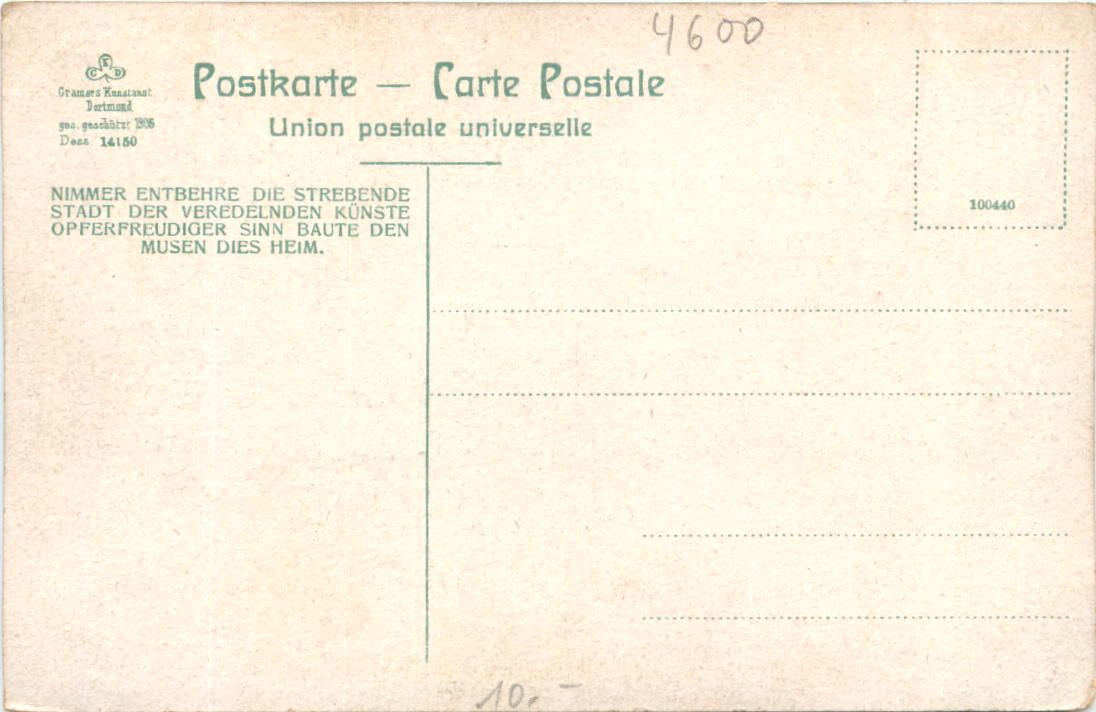 4600
CKD
Cramers Kunstanst.
Dortmund
ges. geschützt 1906
Dess. 14150
Postkarte — Carte Postale
Union postale universelle
NIMMER ENTBEHRE DIE STREBENDE
STADT DER VEREDELNDEN KÜNSTE
OPFERFREUDIGER SINN BAUTE DEN
MUSEN DIES HEIM.
100440
10.-